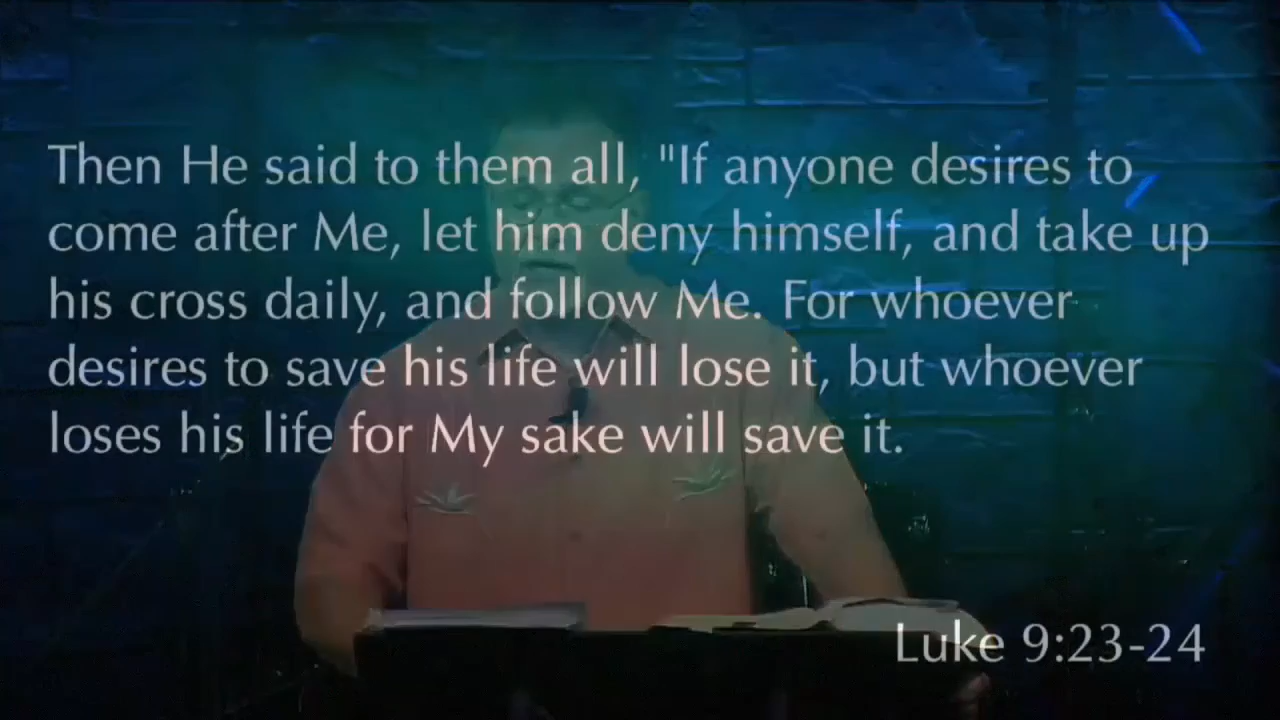 Then He said to them all, "If anyone desires to
come after Me, let him deny himself, and take up
his cross daily, and follow Me. For whoever
desires to save his life will lose it, but whoever
loses his life for My sake will save it.
Luke 9:23-24